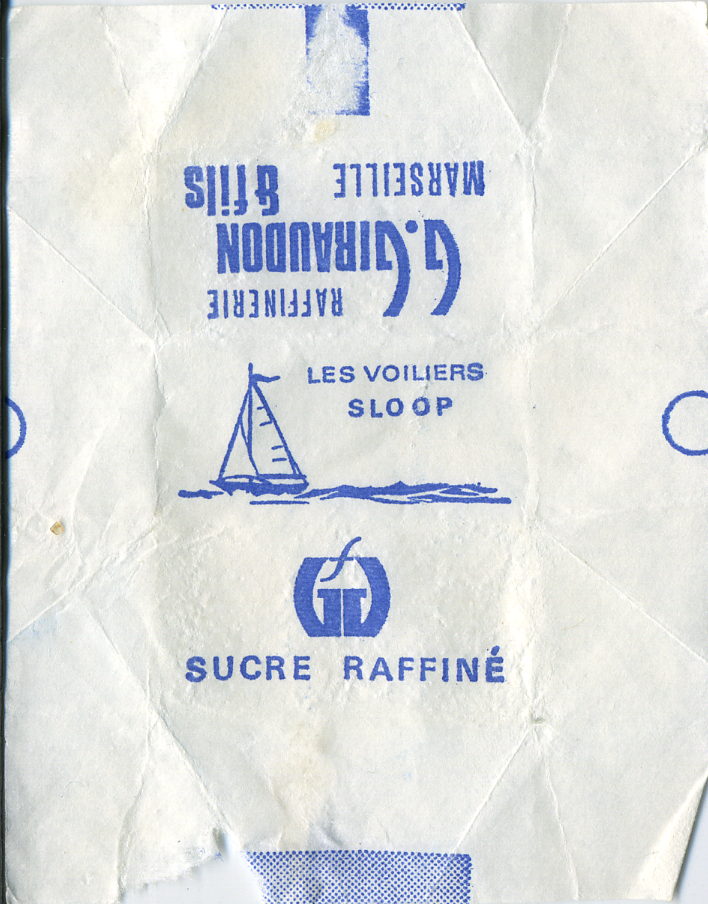 RAFFINERIE
G. GIRAUDON
& fils MARSEILLE
LES VOILIERS
SLOOP
SUCRE RAFFINÉ